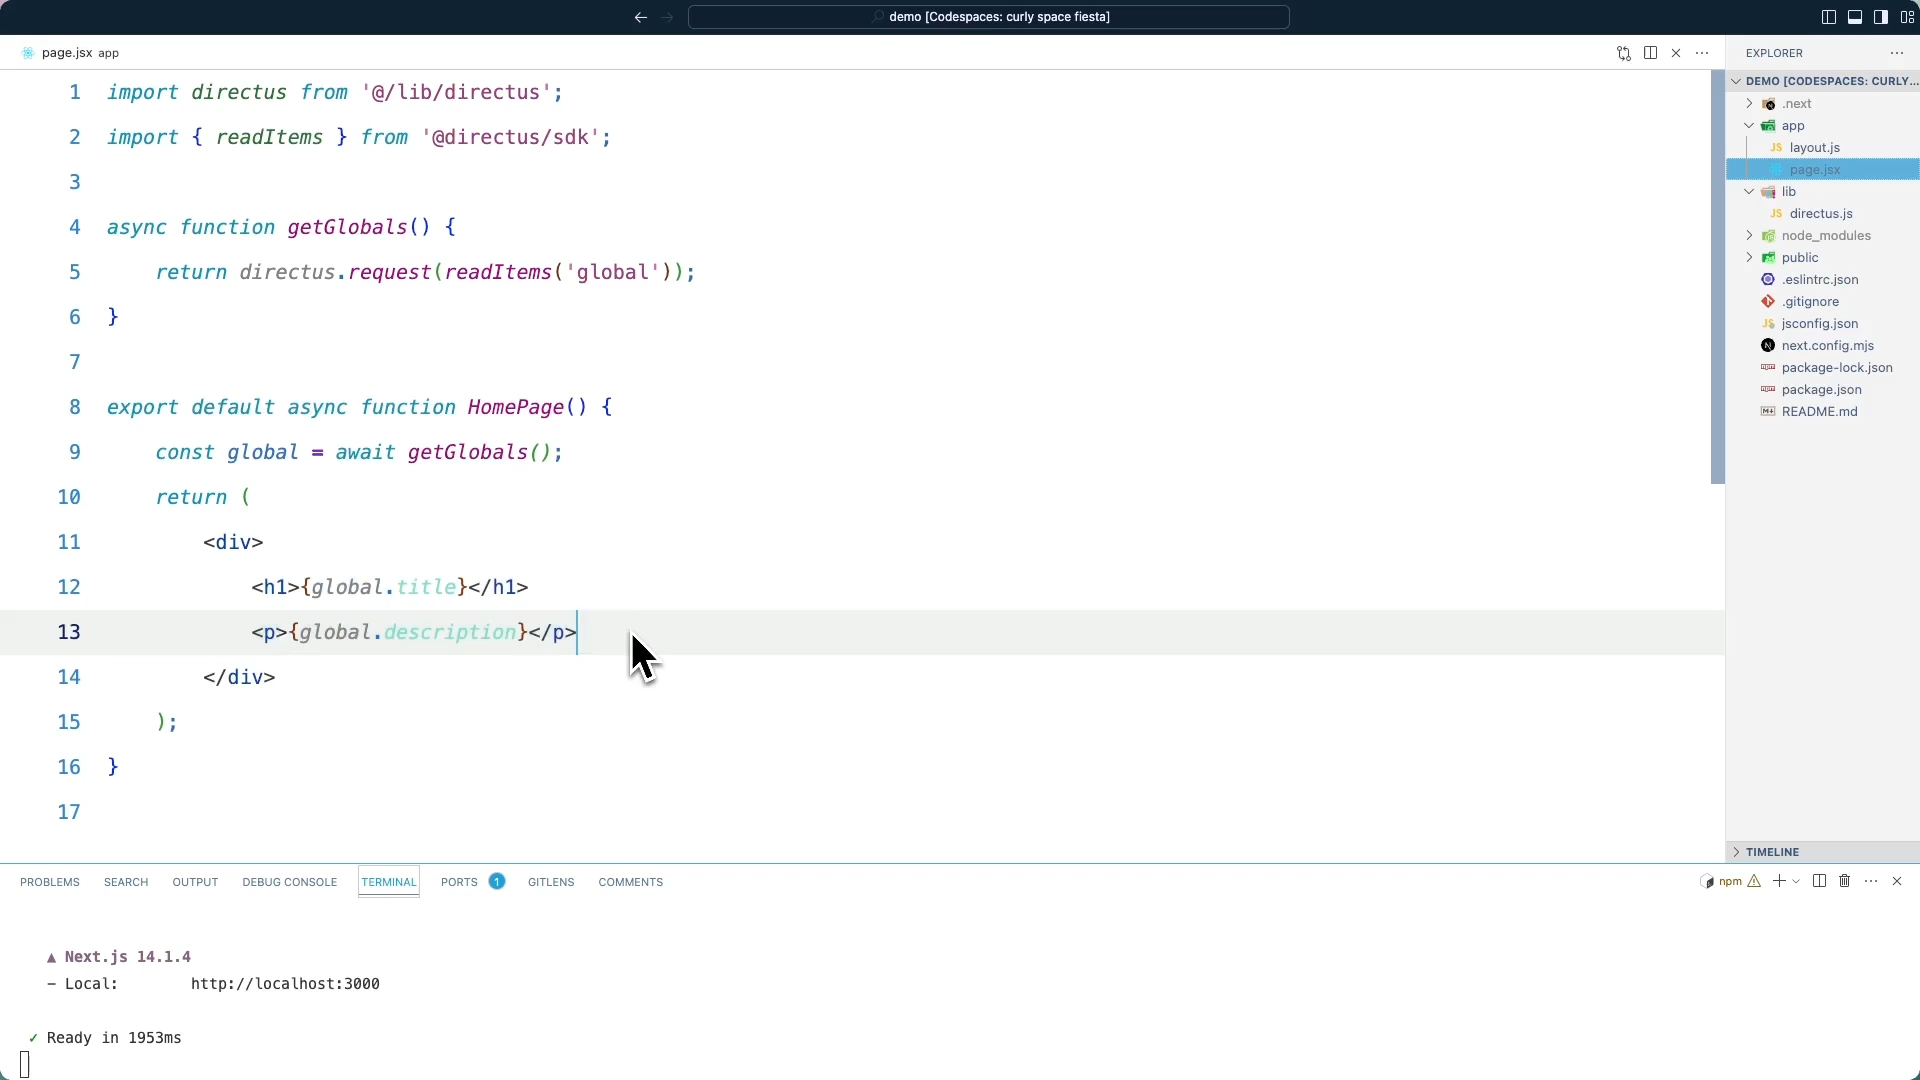 demo [Codespaces: curly space fiesta]
page.jsx app
1 import directus from '@/lib/directus';
2 import { readItems } from '@directus/sdk';
3
4 async function getGlobals() {
5 return directus.request(readItems('global'));
6 }
7
8 export default async function HomePage() {
9 const global = await getGlobals();
10 return (
11 <div>
12 <h1>{global.title}</h1>
13 <p>{global.description}</p>
14 </div>
15 );
16 }
17
EXPLORER
DEMO [CODESPACES: CURLY...
.next
app
JS layout.js
page.jsx
lib
JS directus.js
node_modules
public
.eslintrc.json
.gitignore
JS jsconfig.json
N next.config.mjs
package-lock.json
package.json
README.md
TIMELINE
PROBLEMS SEARCH OUTPUT DEBUG CONSOLE TERMINAL PORTS 1 GITLENS COMMENTS
npm
▲ Next.js 14.1.4
- Local: http://localhost:3000
✓ Ready in 1953ms